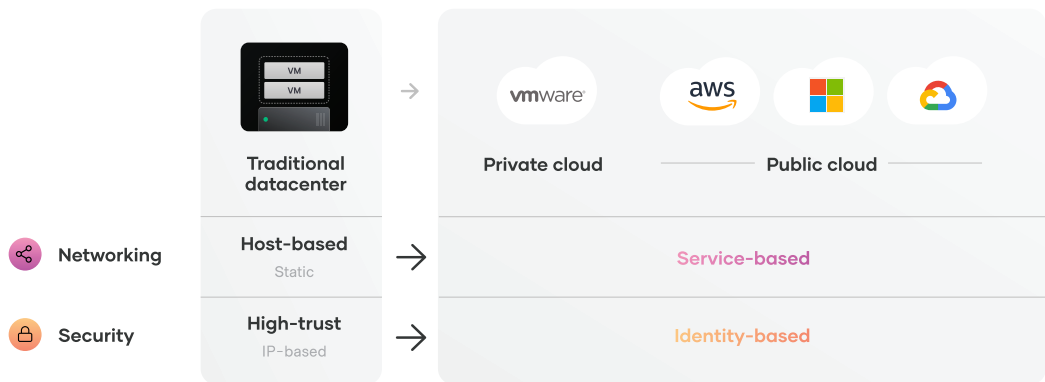 VM
VM
vmware®
aws
Traditional
datacenter
Private cloud
Public cloud
Networking
Host-based
Static
Service-based
Security
High-trust
IP-based
Identity-based